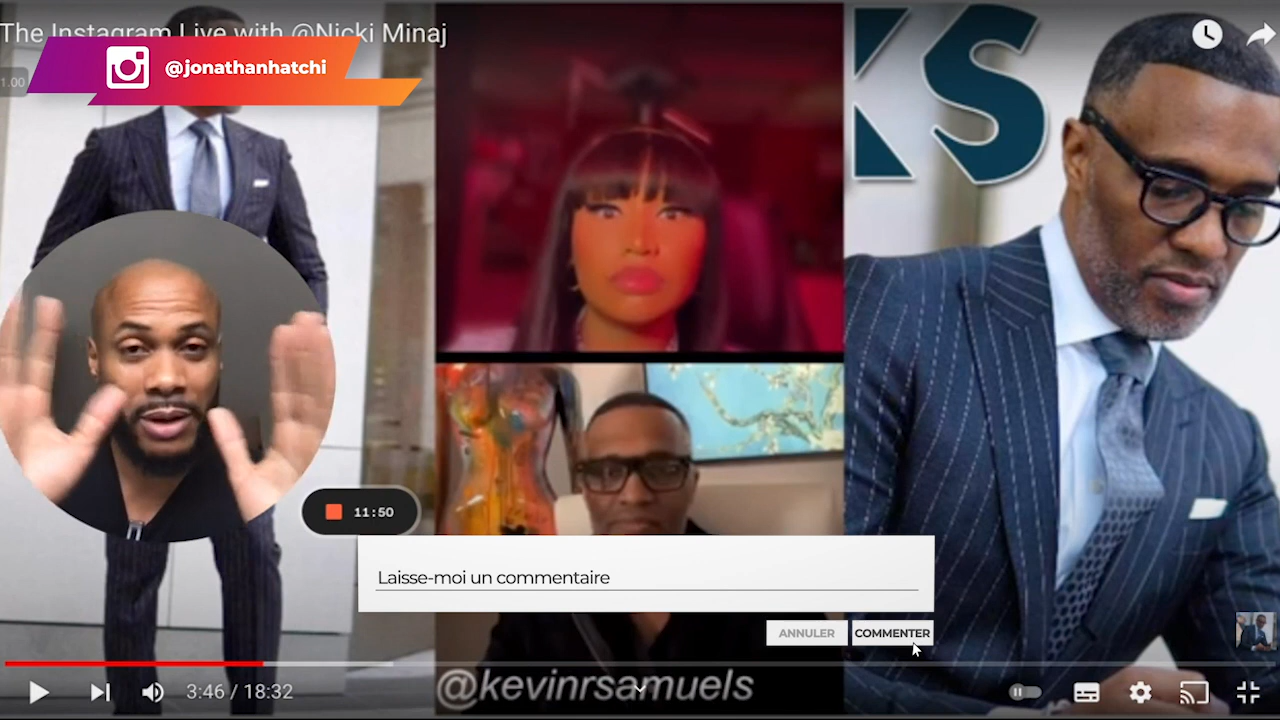 The Instagram Live with @Nicki Minaj
@jonathanhatchi
1.00
KS
11:50
Laisse-moi un commentaire
ANNULER
COMMENTER
@kevinrsamuels
3:46 / 18:32